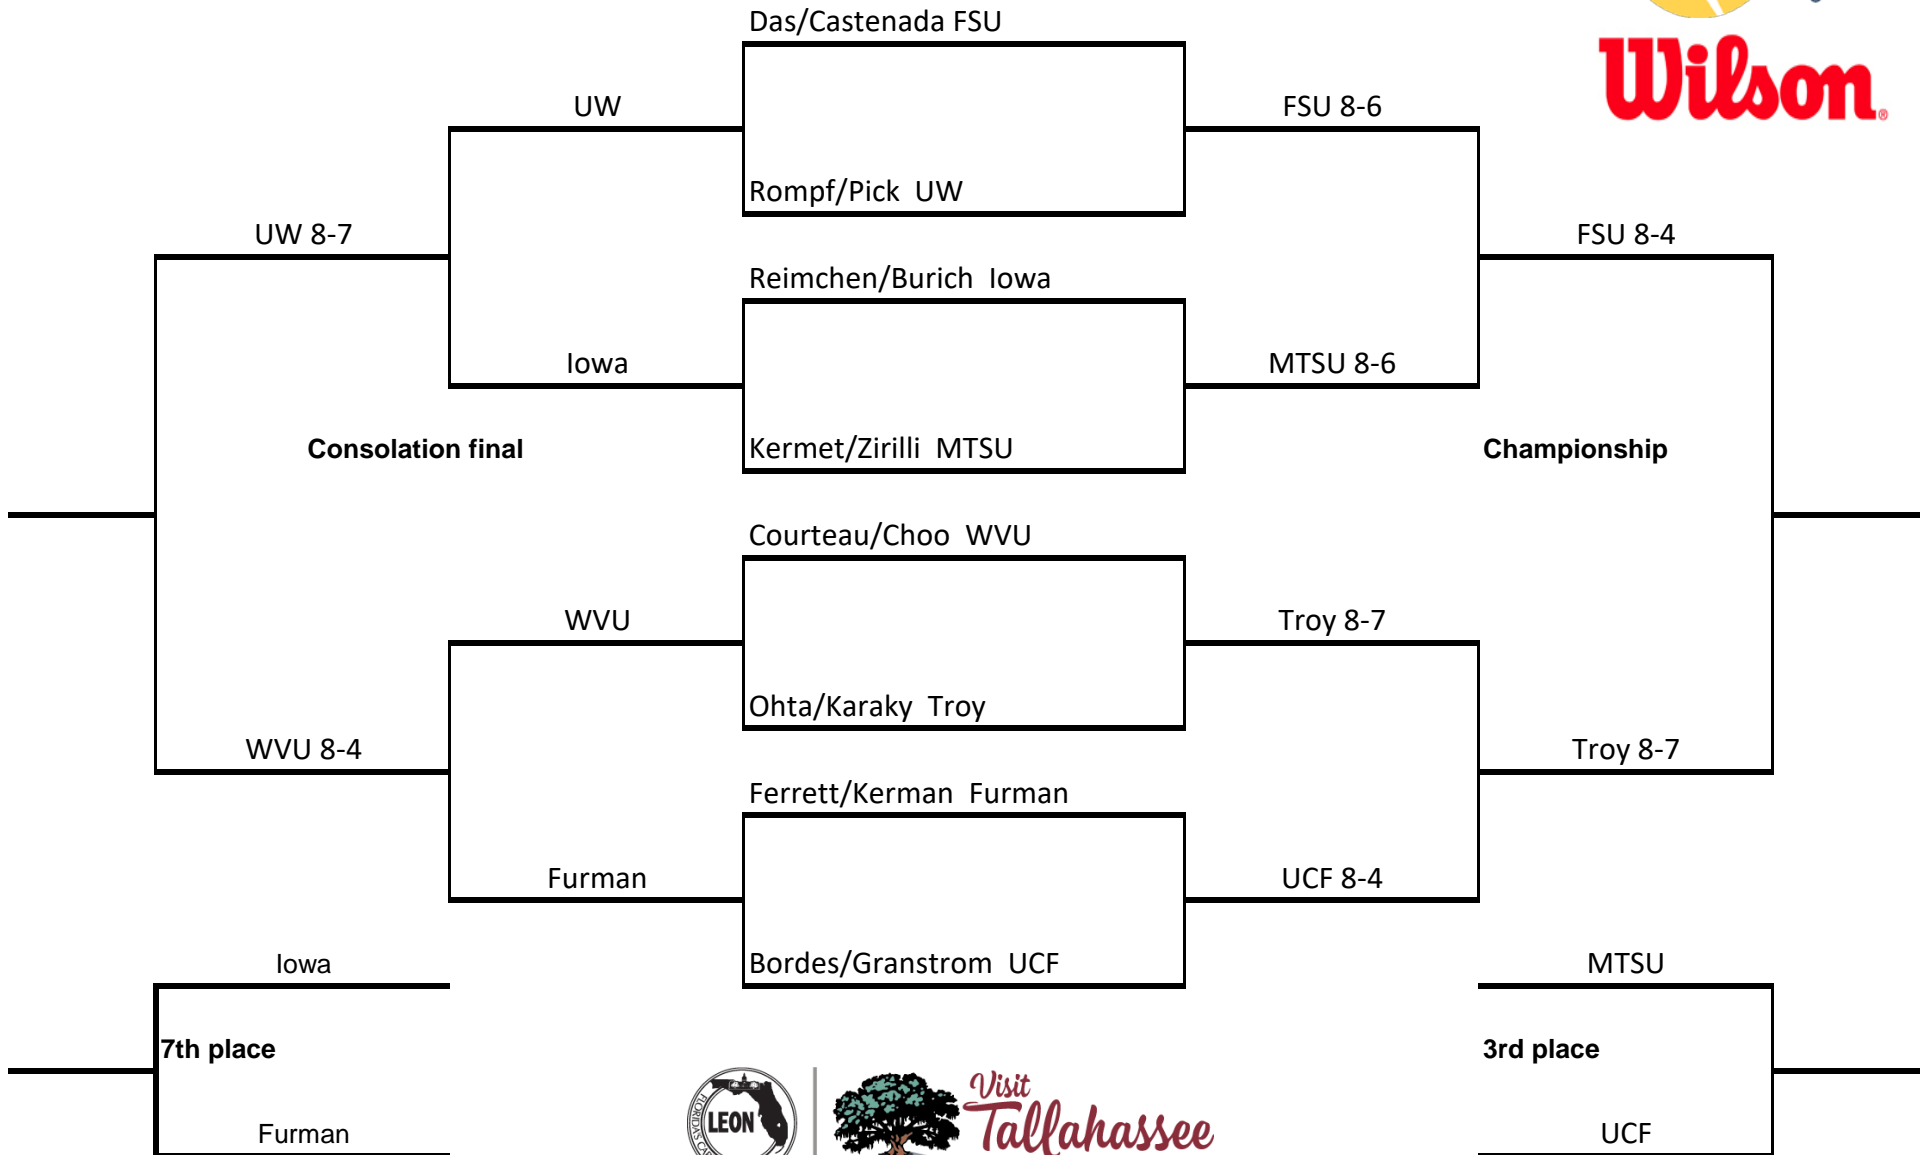 Das/Castenada FSU
Wilson®
UW
FSU 8-6
Rompf/Pick UW
UW 8-7
FSU 8-4
Reimchen/Burich Iowa
Iowa
MTSU 8-6
Consolation final
Kermet/Zirilli MTSU
Championship
Courteau/Choo WVU
WVU
Troy 8-7
Ohta/Karaky Troy
WVU 8-4
Troy 8-7
Ferrett/Kerman Furman
Furman
UCF 8-4
Iowa
Bordes/Granstrom UCF
MTSU
7th place
3rd place
Visit
Tallahassee
LEON
Furman
UCF